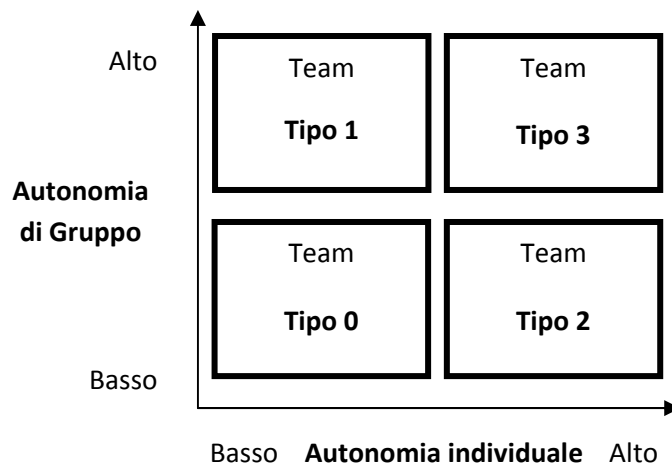 Alto
Team
Tipo 1
Team
Tipo 3
Autonomia
di Gruppo
Team
Tipo 0
Team
Tipo 2
Basso
Basso Autonomia individuale Alto